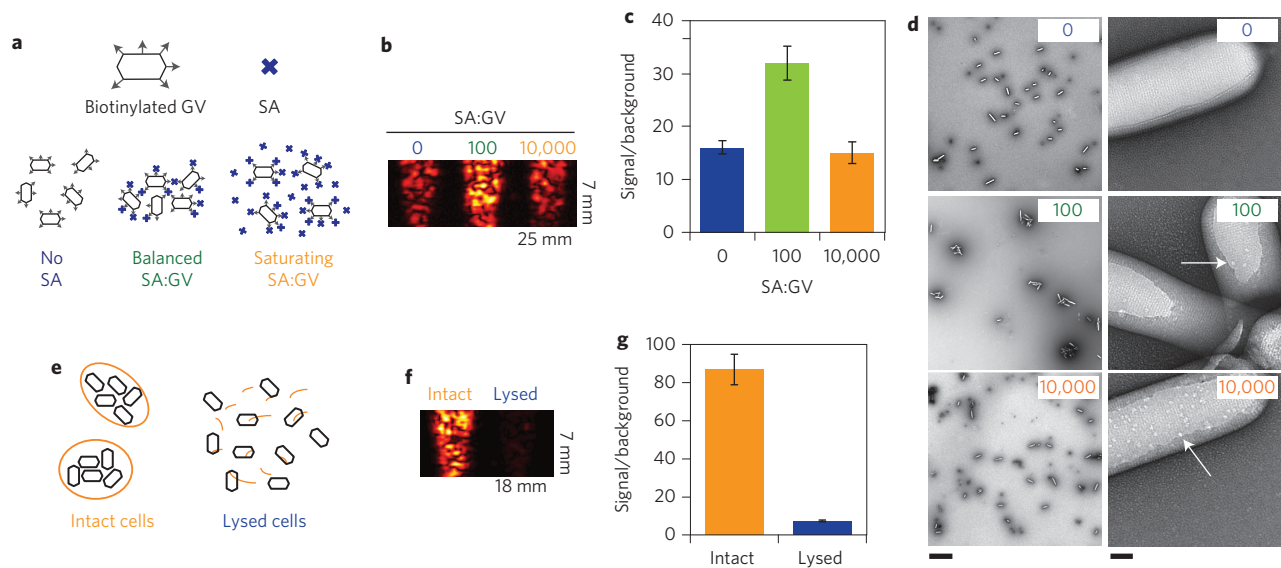 a
Biotinylated GV
SA
No
SA
Balanced
SA:GV
Saturating
SA:GV
b
SA:GV
0 100 10,000
7 mm
25 mm
c
Signal/background
40
30
20
10
0
0 100 10,000
SA:GV
d
0 0
100 100
10,000 10,000
e
Intact cells
Lysed cells
f
Intact Lysed
7 mm
18 mm
g
Signal/background
100
80
60
40
20
0
Intact Lysed